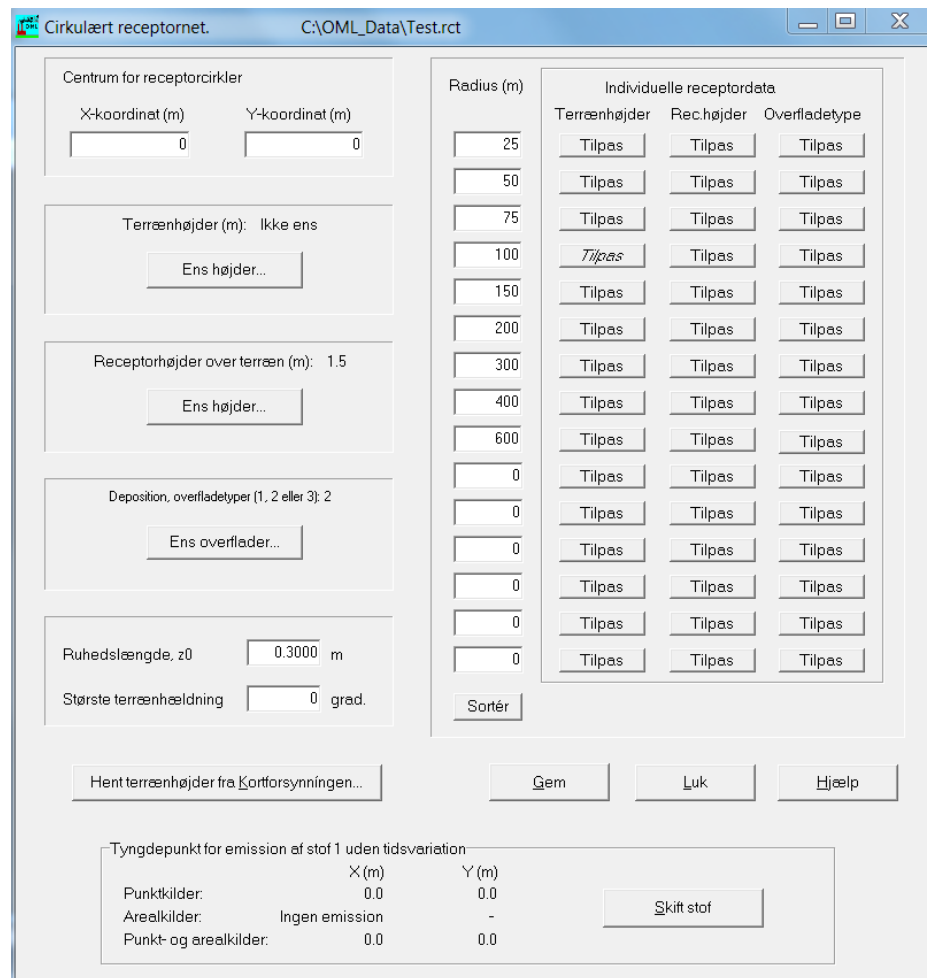 Cirkulært receptornet. C:\OML_Data\Test.rct
Centrum for receptorcirkler
X-koordinat (m) Y-koordinat (m)
0 0
Terrænhøjder (m): Ikke ens
Ens højder...
Receptorhøjder over terræn (m): 1.5
Ens højder...
Deposition, overfladetyper (1, 2 eller 3): 2
Ens overflader...
Ruhedslængde, z0 0.3000 m
Største terrænhældning 0 grad.
Radius (m) Individuelle receptordata
Terrænhøjder Rec.højder Overfladetype
25 Tilpas Tilpas Tilpas
50 Tilpas Tilpas Tilpas
75 Tilpas Tilpas Tilpas
100 Tilpas Tilpas Tilpas
150 Tilpas Tilpas Tilpas
200 Tilpas Tilpas Tilpas
300 Tilpas Tilpas Tilpas
400 Tilpas Tilpas Tilpas
600 Tilpas Tilpas Tilpas
0 Tilpas Tilpas Tilpas
0 Tilpas Tilpas Tilpas
0 Tilpas Tilpas Tilpas
0 Tilpas Tilpas Tilpas
0 Tilpas Tilpas Tilpas
0 Tilpas Tilpas Tilpas
Sortér
Hent terrænhøjder fra Kortforsynningen... Gem Luk Hjælp
Tyngdepunkt for emission af stof 1 uden tidsvariation
X (m) Y (m)
Punktkilder: 0.0 0.0
Arealkilder: Ingen emission -
Punkt- og arealkilder: 0.0 0.0
Skift stof